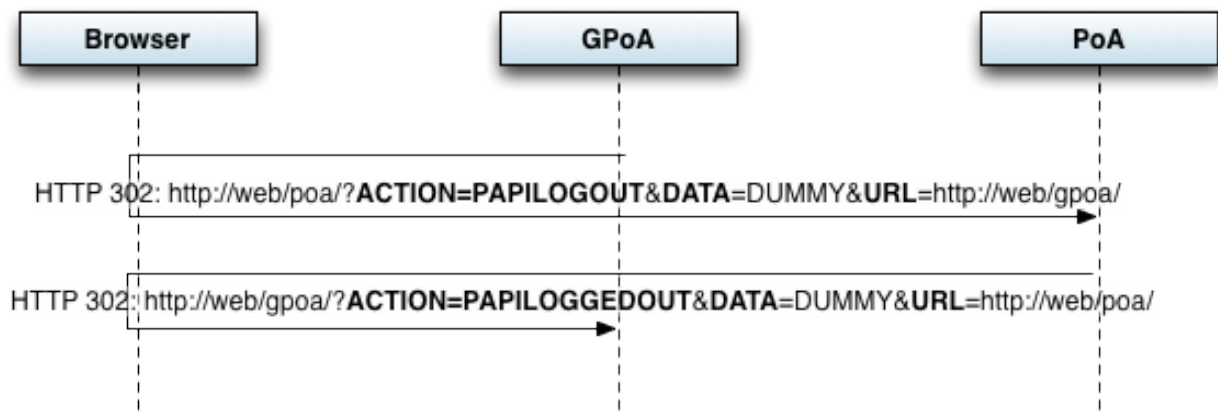 Browser
GPoA
PoA
HTTP 302: http://web/poa/?ACTION=PAPILOGOUT&DATA=DUMMY&URL=http://web/gpoa/
HTTP 302: http://web/gpoa/?ACTION=PAPILOGGEDOUT&DATA=DUMMY&URL=http://web/poa/